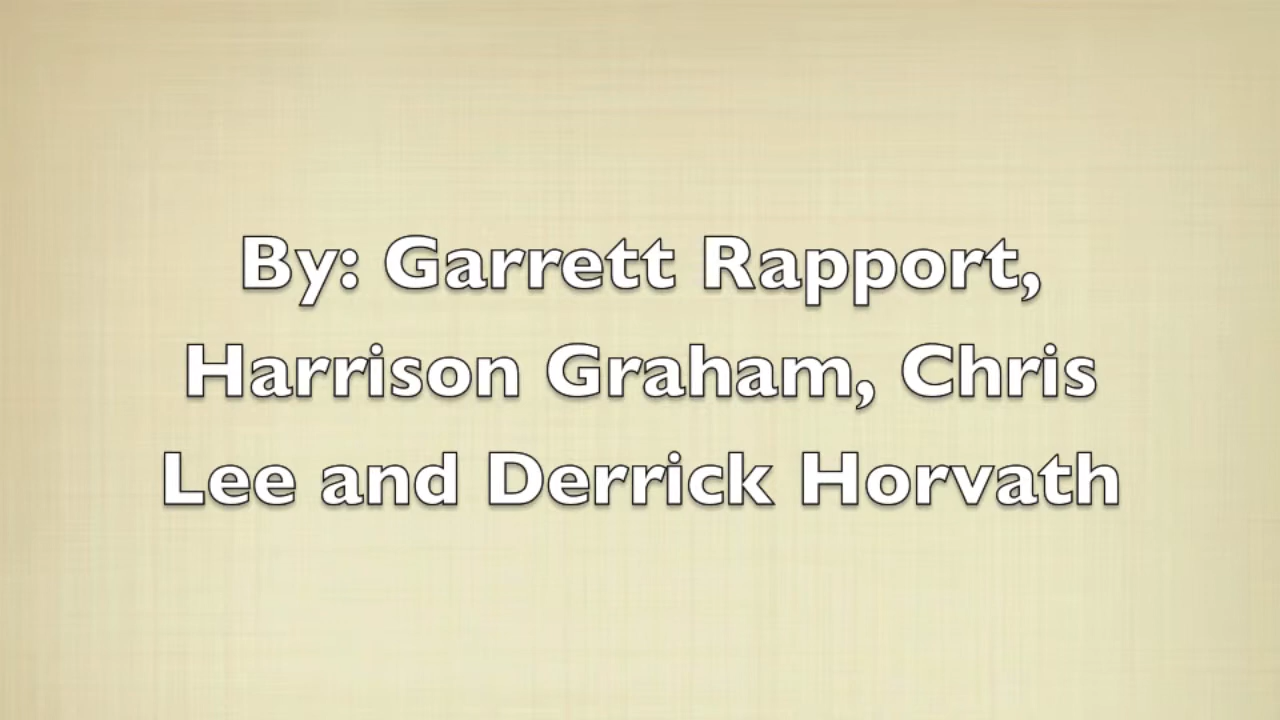 By: Garrett Rapport,
Harrison Graham, Chris
Lee and Derrick Horvath